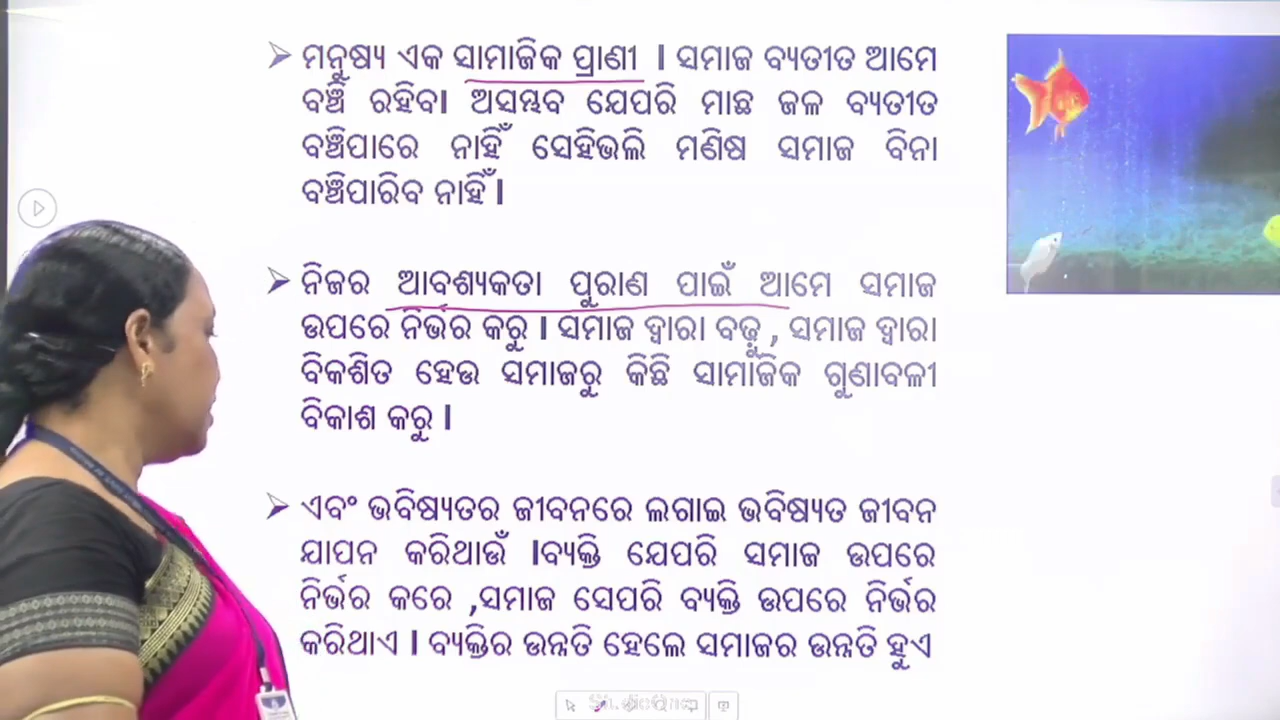 ମନୁଷ୍ୟ ଏକ ସାମାଜିକ ପ୍ରାଣୀ । ସମାଜ ବ୍ୟତୀତ ଆମେ
ବଞ୍ଚି ରହିବା ଅସମ୍ଭବ ଯେପରି ମାଛ ଜଳ ବ୍ୟତୀତ
ବଞ୍ଚିପାରେ ନାହିଁ ସେହିଭଳି ମଣିଷ ସମାଜ ବିନା
ବଞ୍ଚିପାରିବ ନାହିଁ ।
ନିଜର ଆବଶ୍ୟକତା ପୁରାଣ ପାଇଁ ଆମେ ସମାଜ
ଉପରେ ନିର୍ଭର କରୁ । ସମାଜ ଦ୍ୱାରା ବଢ଼ୁ , ସମାଜ ଦ୍ୱାରା
ବିକଶିତ ହେଉ ସମାଜରୁ କିଛି ସାମାଜିକ ଗୁଣାବଳୀ
ବିକାଶ କରୁ ।
ଏବଂ ଭବିଷ୍ୟତର ଜୀବନରେ ଲଗାଇ ଭବିଷ୍ୟତ ଜୀବନ
ଯାପନ କରିଥାଉଁ ।ବ୍ୟକ୍ତି ଯେପରି ସମାଜ ଉପରେ
ନିର୍ଭର କରେ ,ସମାଜ ସେପରି ବ୍ୟକ୍ତି ଉପରେ ନିର୍ଭର
କରିଥାଏ । ବ୍ୟକ୍ତିର ଉନ୍ନତି ହେଲେ ସମାଜର ଉନ୍ନତି ହୁଏ